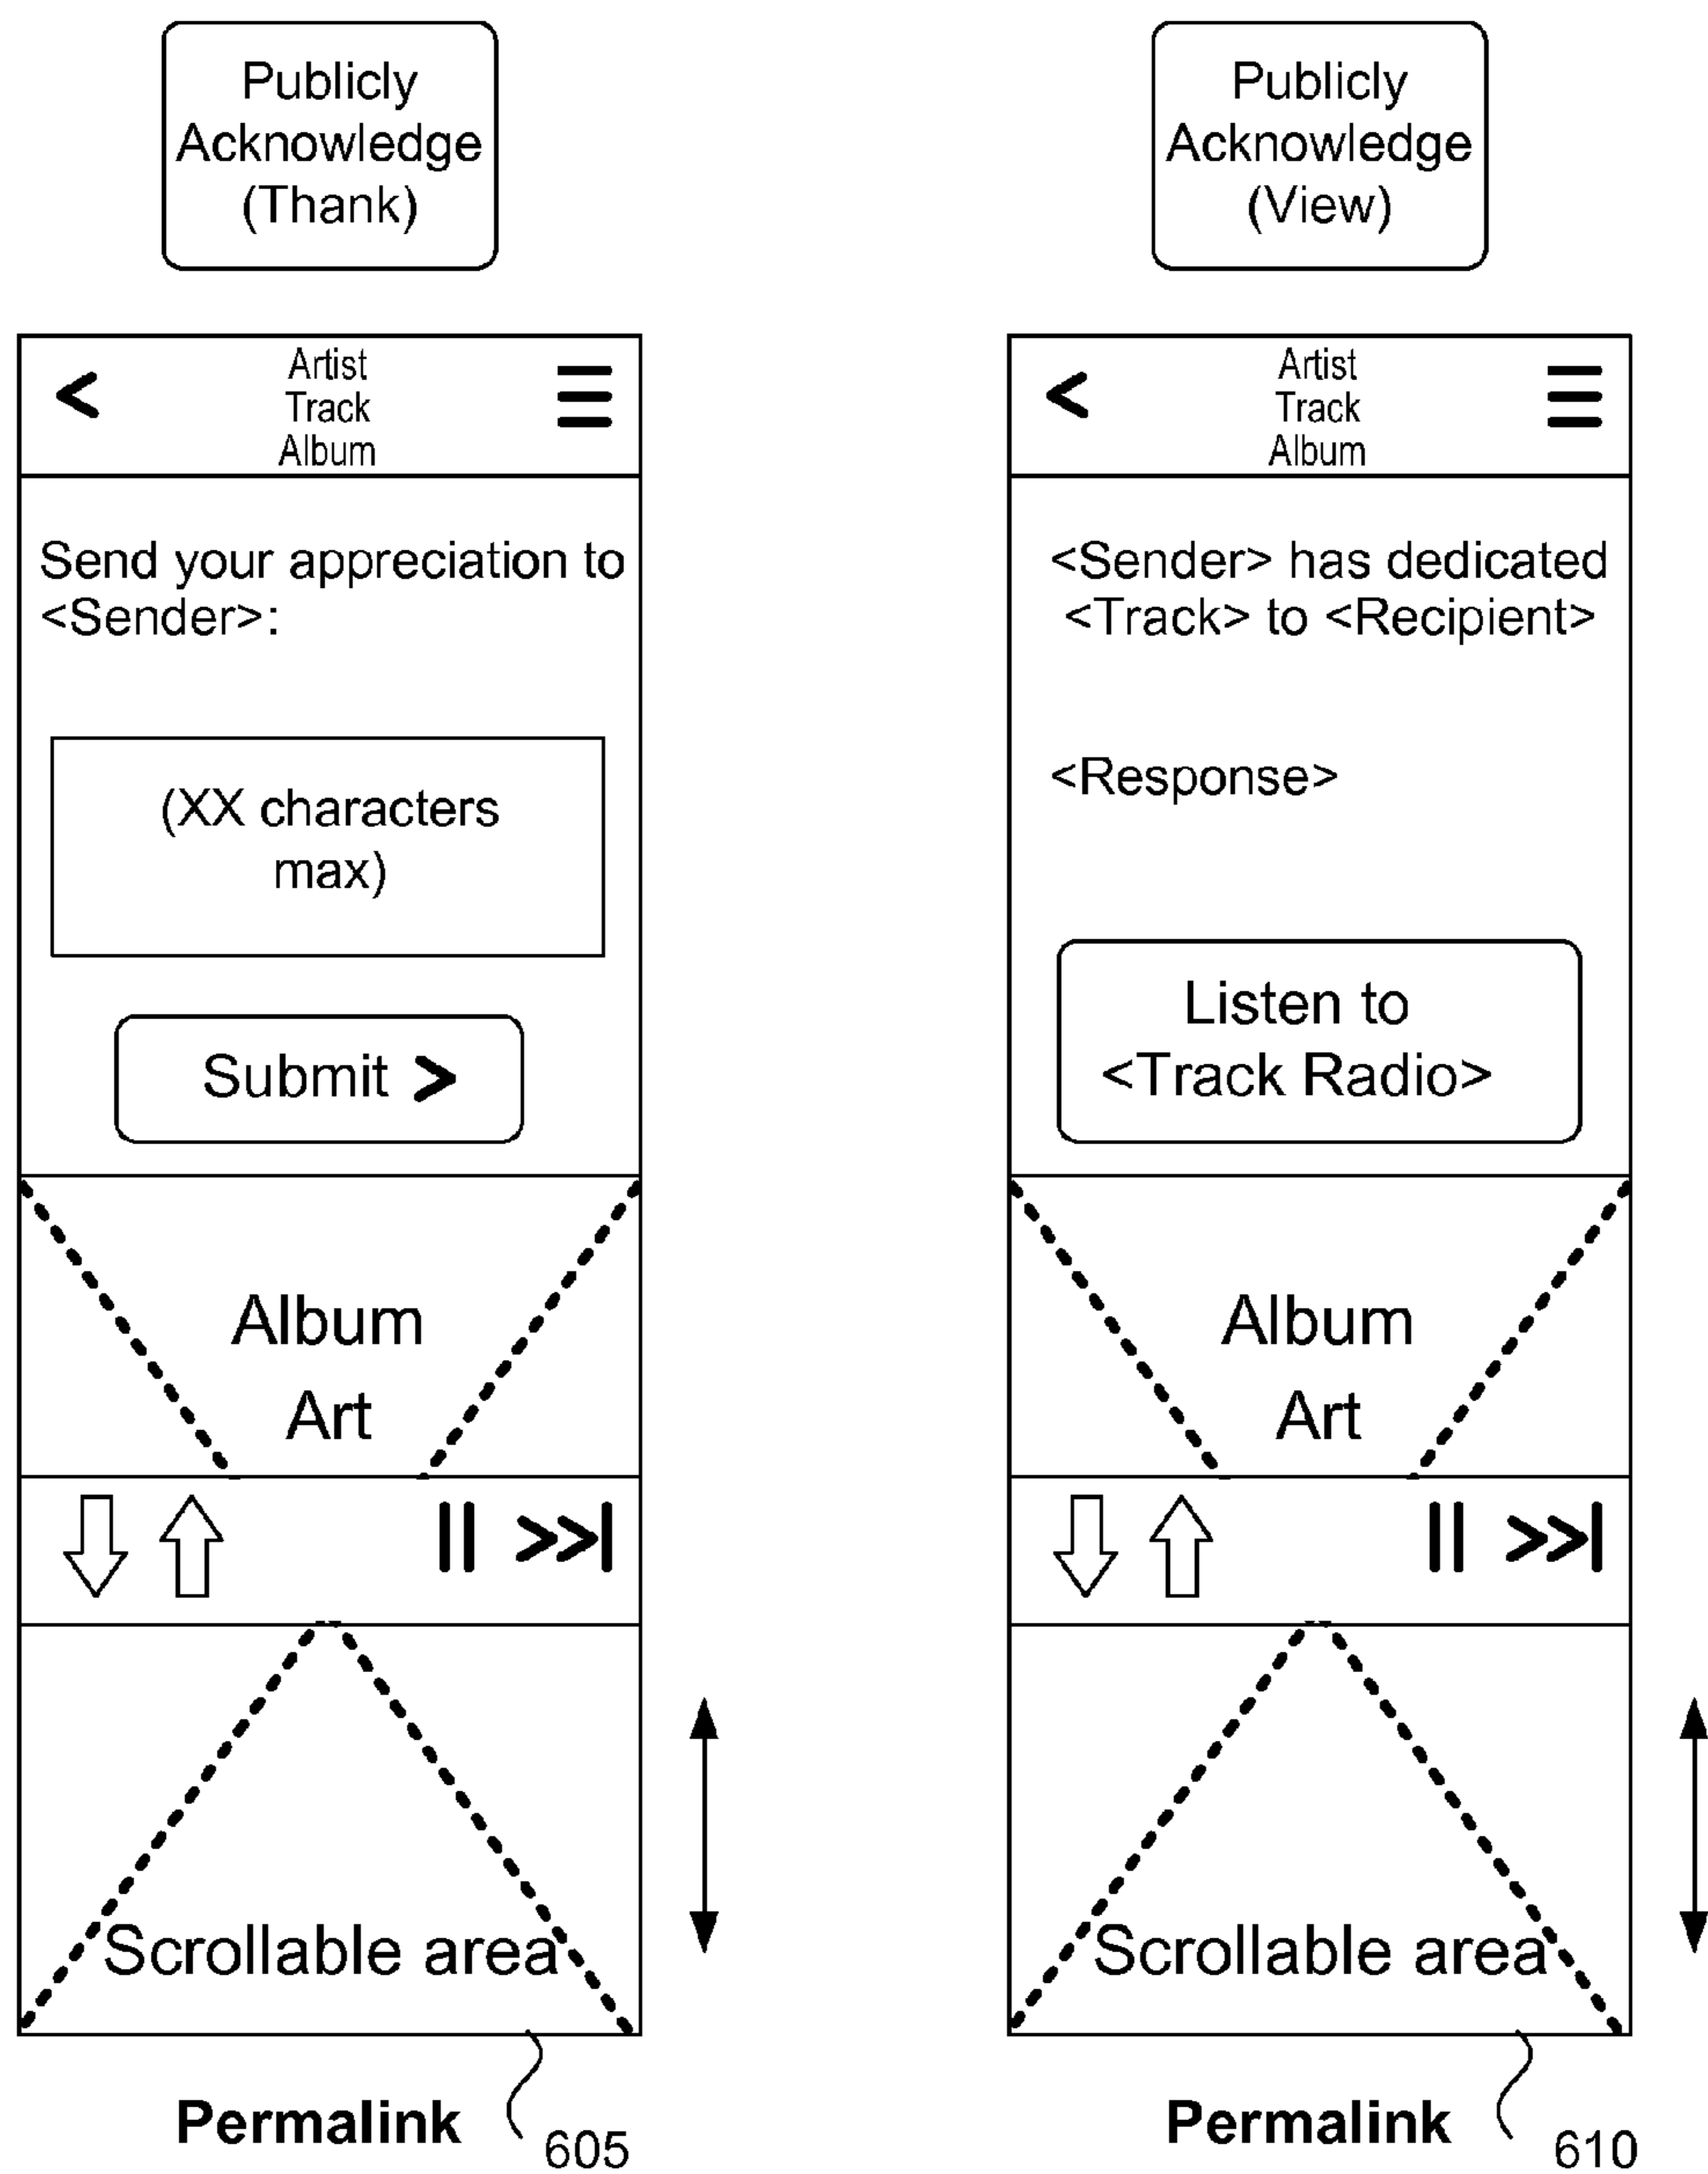 Publicly
Acknowledge
(Thank)
Artist
Track
Album
Send your appreciation to
<Sender>:
(XX characters
max)
Submit >
Album
Art
Scrollable area
Permalink
605
Publicly
Acknowledge
(View)
Artist
Track
Album
<Sender> has dedicated
<Track> to <Recipient>
<Response>
Listen to
<Track Radio>
Album
Art
Scrollable area
Permalink
610